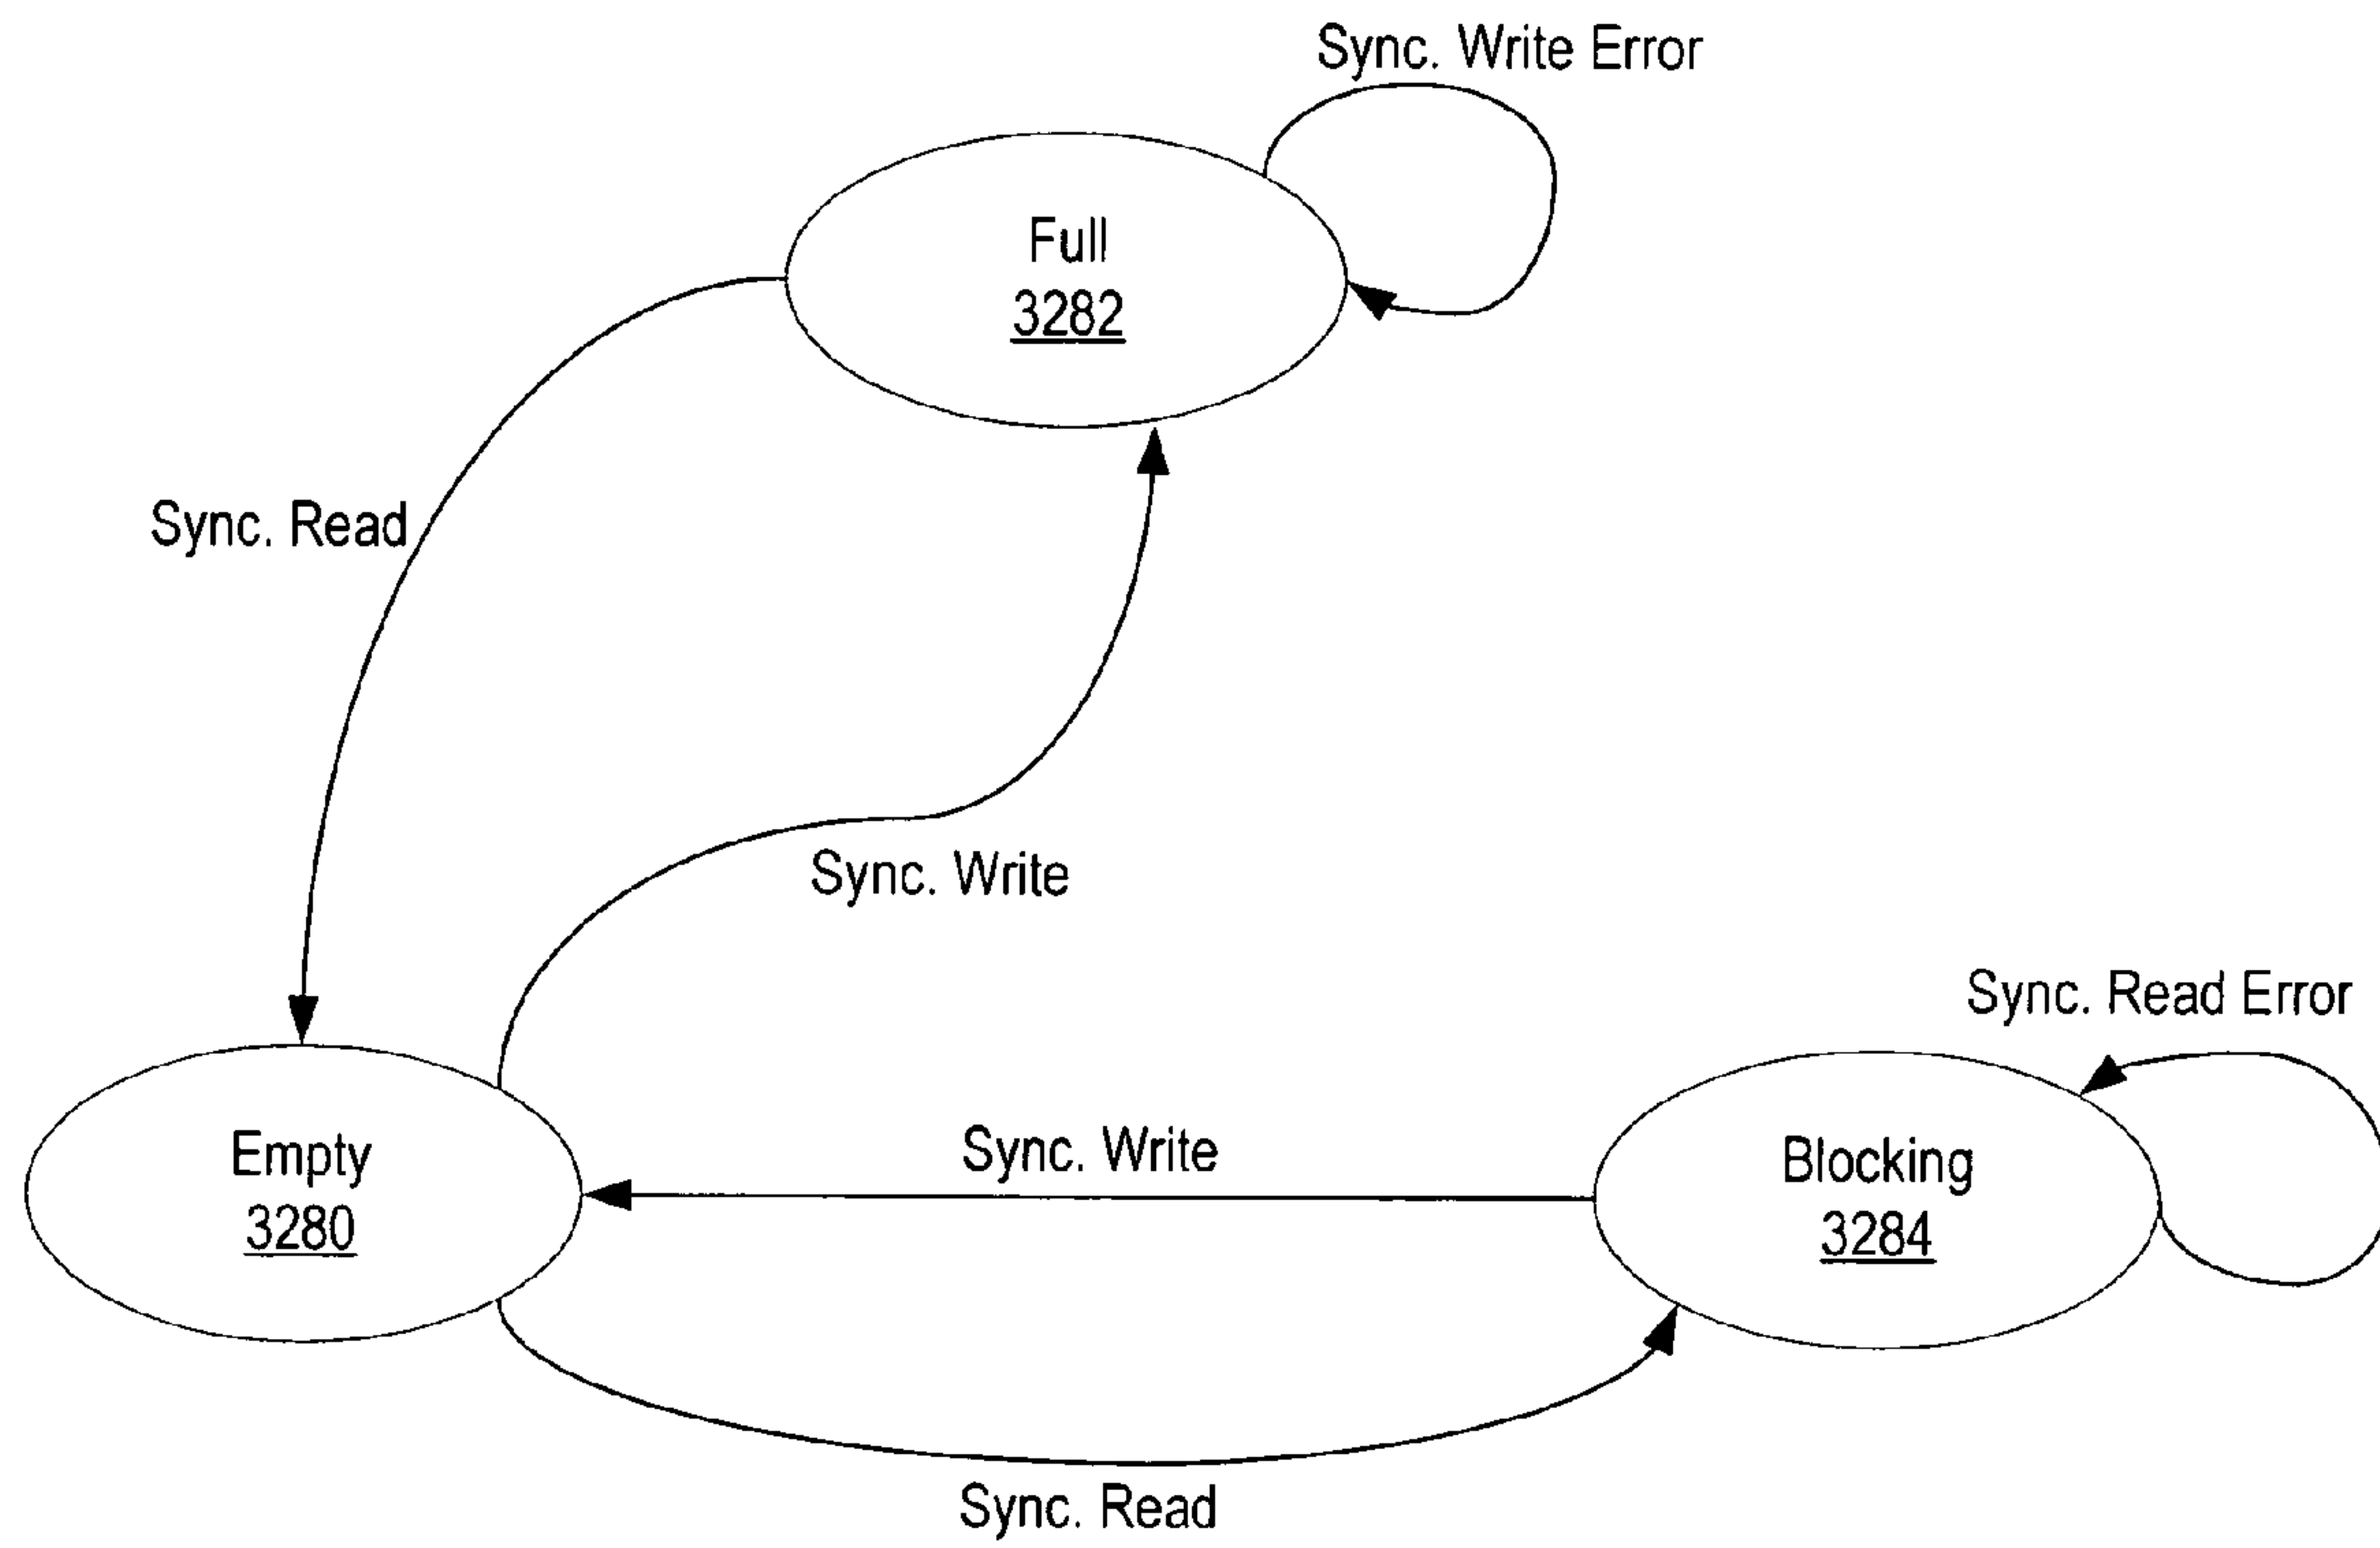 Sync. Write Error
Full
3282
Sync. Read
Sync. Write
Sync. Read Error
Empty
3280
Sync. Write
Blocking
3284
Sync. Read